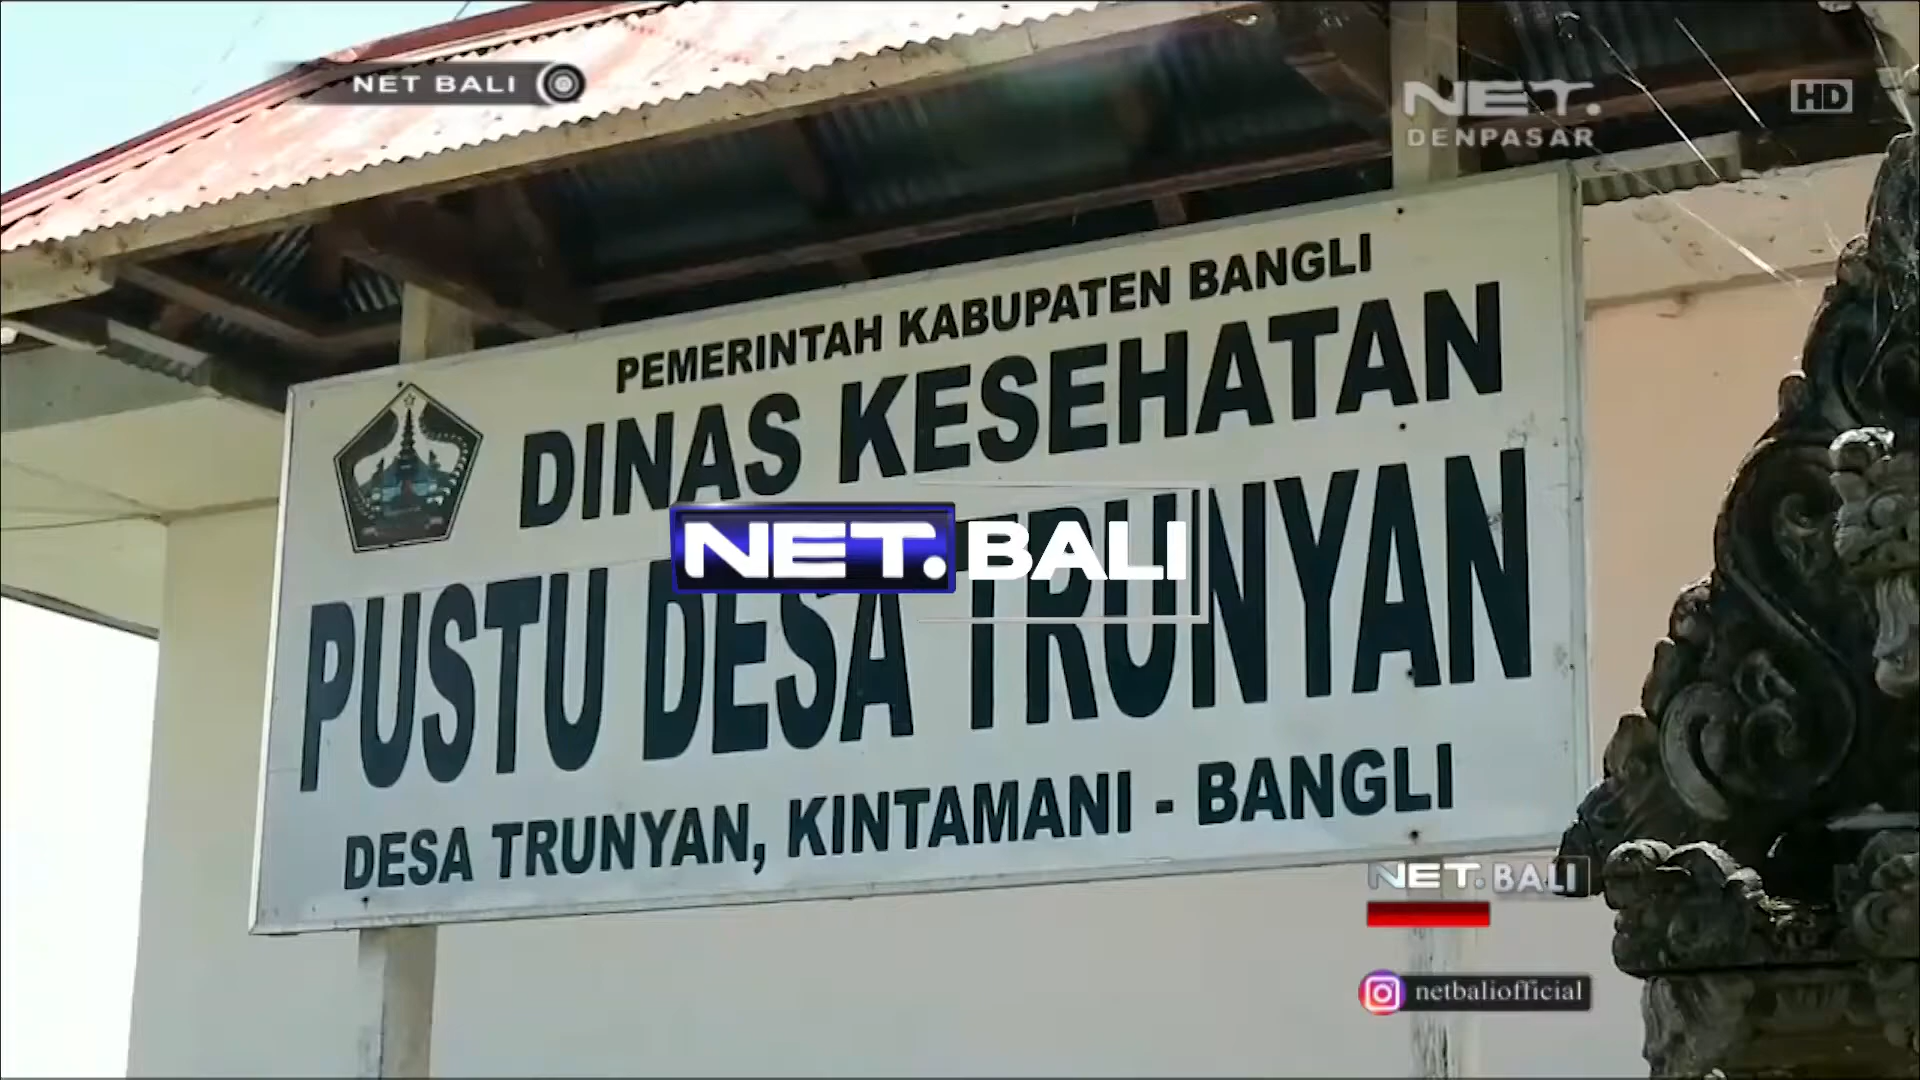 NET BALI
NET.
DENPASAR
HD
PEMERINTAH KABUPATEN BANGLI
DINAS KESEHATAN
PUSTU DESA TRUNYAN
NET. BALI
DESA TRUNYAN, KINTAMANI - BANGLI
NET. BALI
netbaliofficial